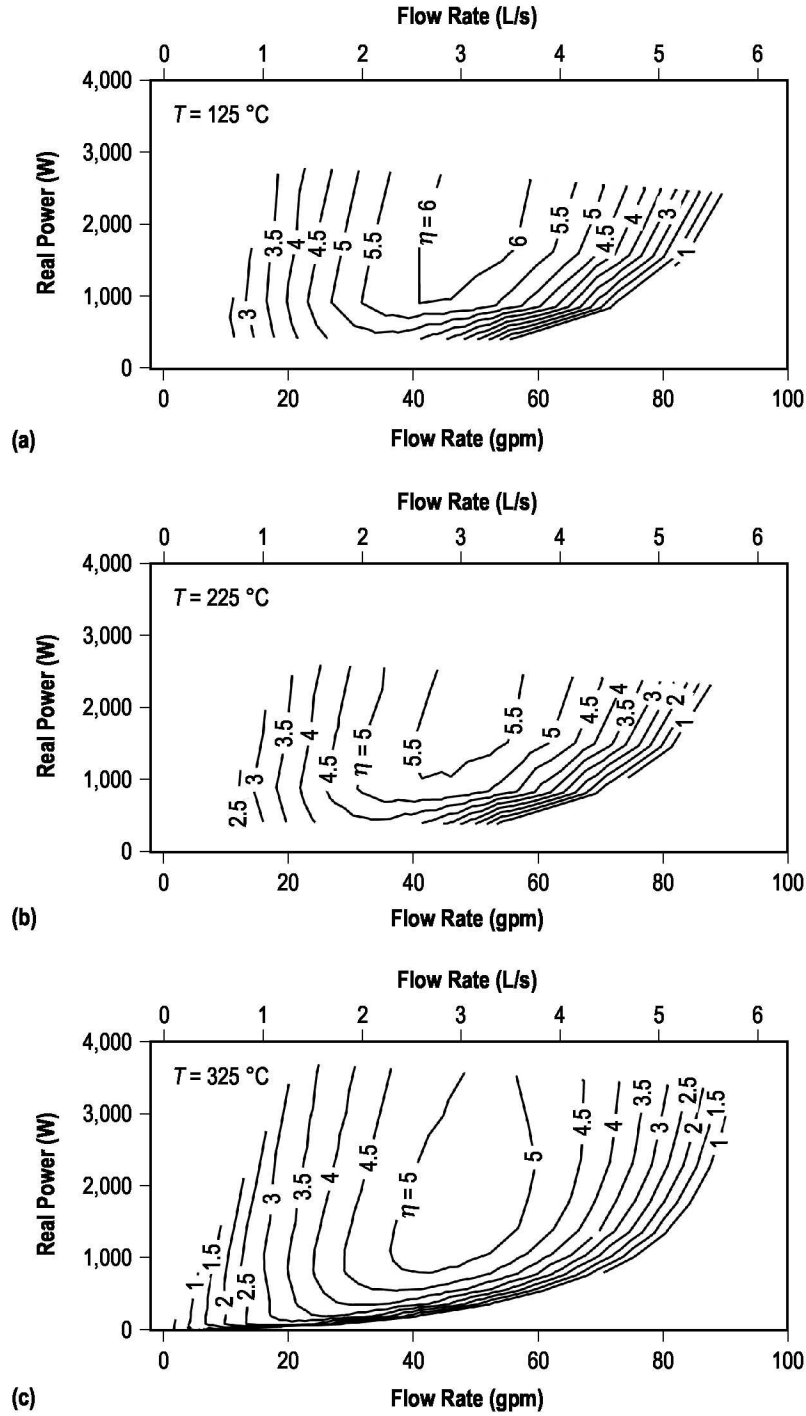 Flow Rate (L/s)
0 1 2 3 4 5 6
4,000
T = 125 °C
3,000
Real Power (W)
2,000
3.5 4 4.5 5 5.5 η = 6 6 5.5 5 4.5 4 3 1
1,000
3
0
0 20 40 60 80 100
(a)
Flow Rate (gpm)
Flow Rate (L/s)
0 1 2 3 4 5 6
4,000
T = 225 °C
3,000
Real Power (W)
2,000
2.5 3 3.5 4 4.5 η = 5 5.5 5.5 5 4.5 4 3.5 3 2 1
1,000
0
0 20 40 60 80 100
(b)
Flow Rate (gpm)
Flow Rate (L/s)
0 1 2 3 4 5 6
4,000
T = 325 °C
3,000
Real Power (W)
2,000
1 1.5 2 2.5 3 3.5 4 4.5 η = 5 5 4.5 4 3.5 3 2.5 2 1.5 1
1,000
0
0 20 40 60 80 100
(c)
Flow Rate (gpm)